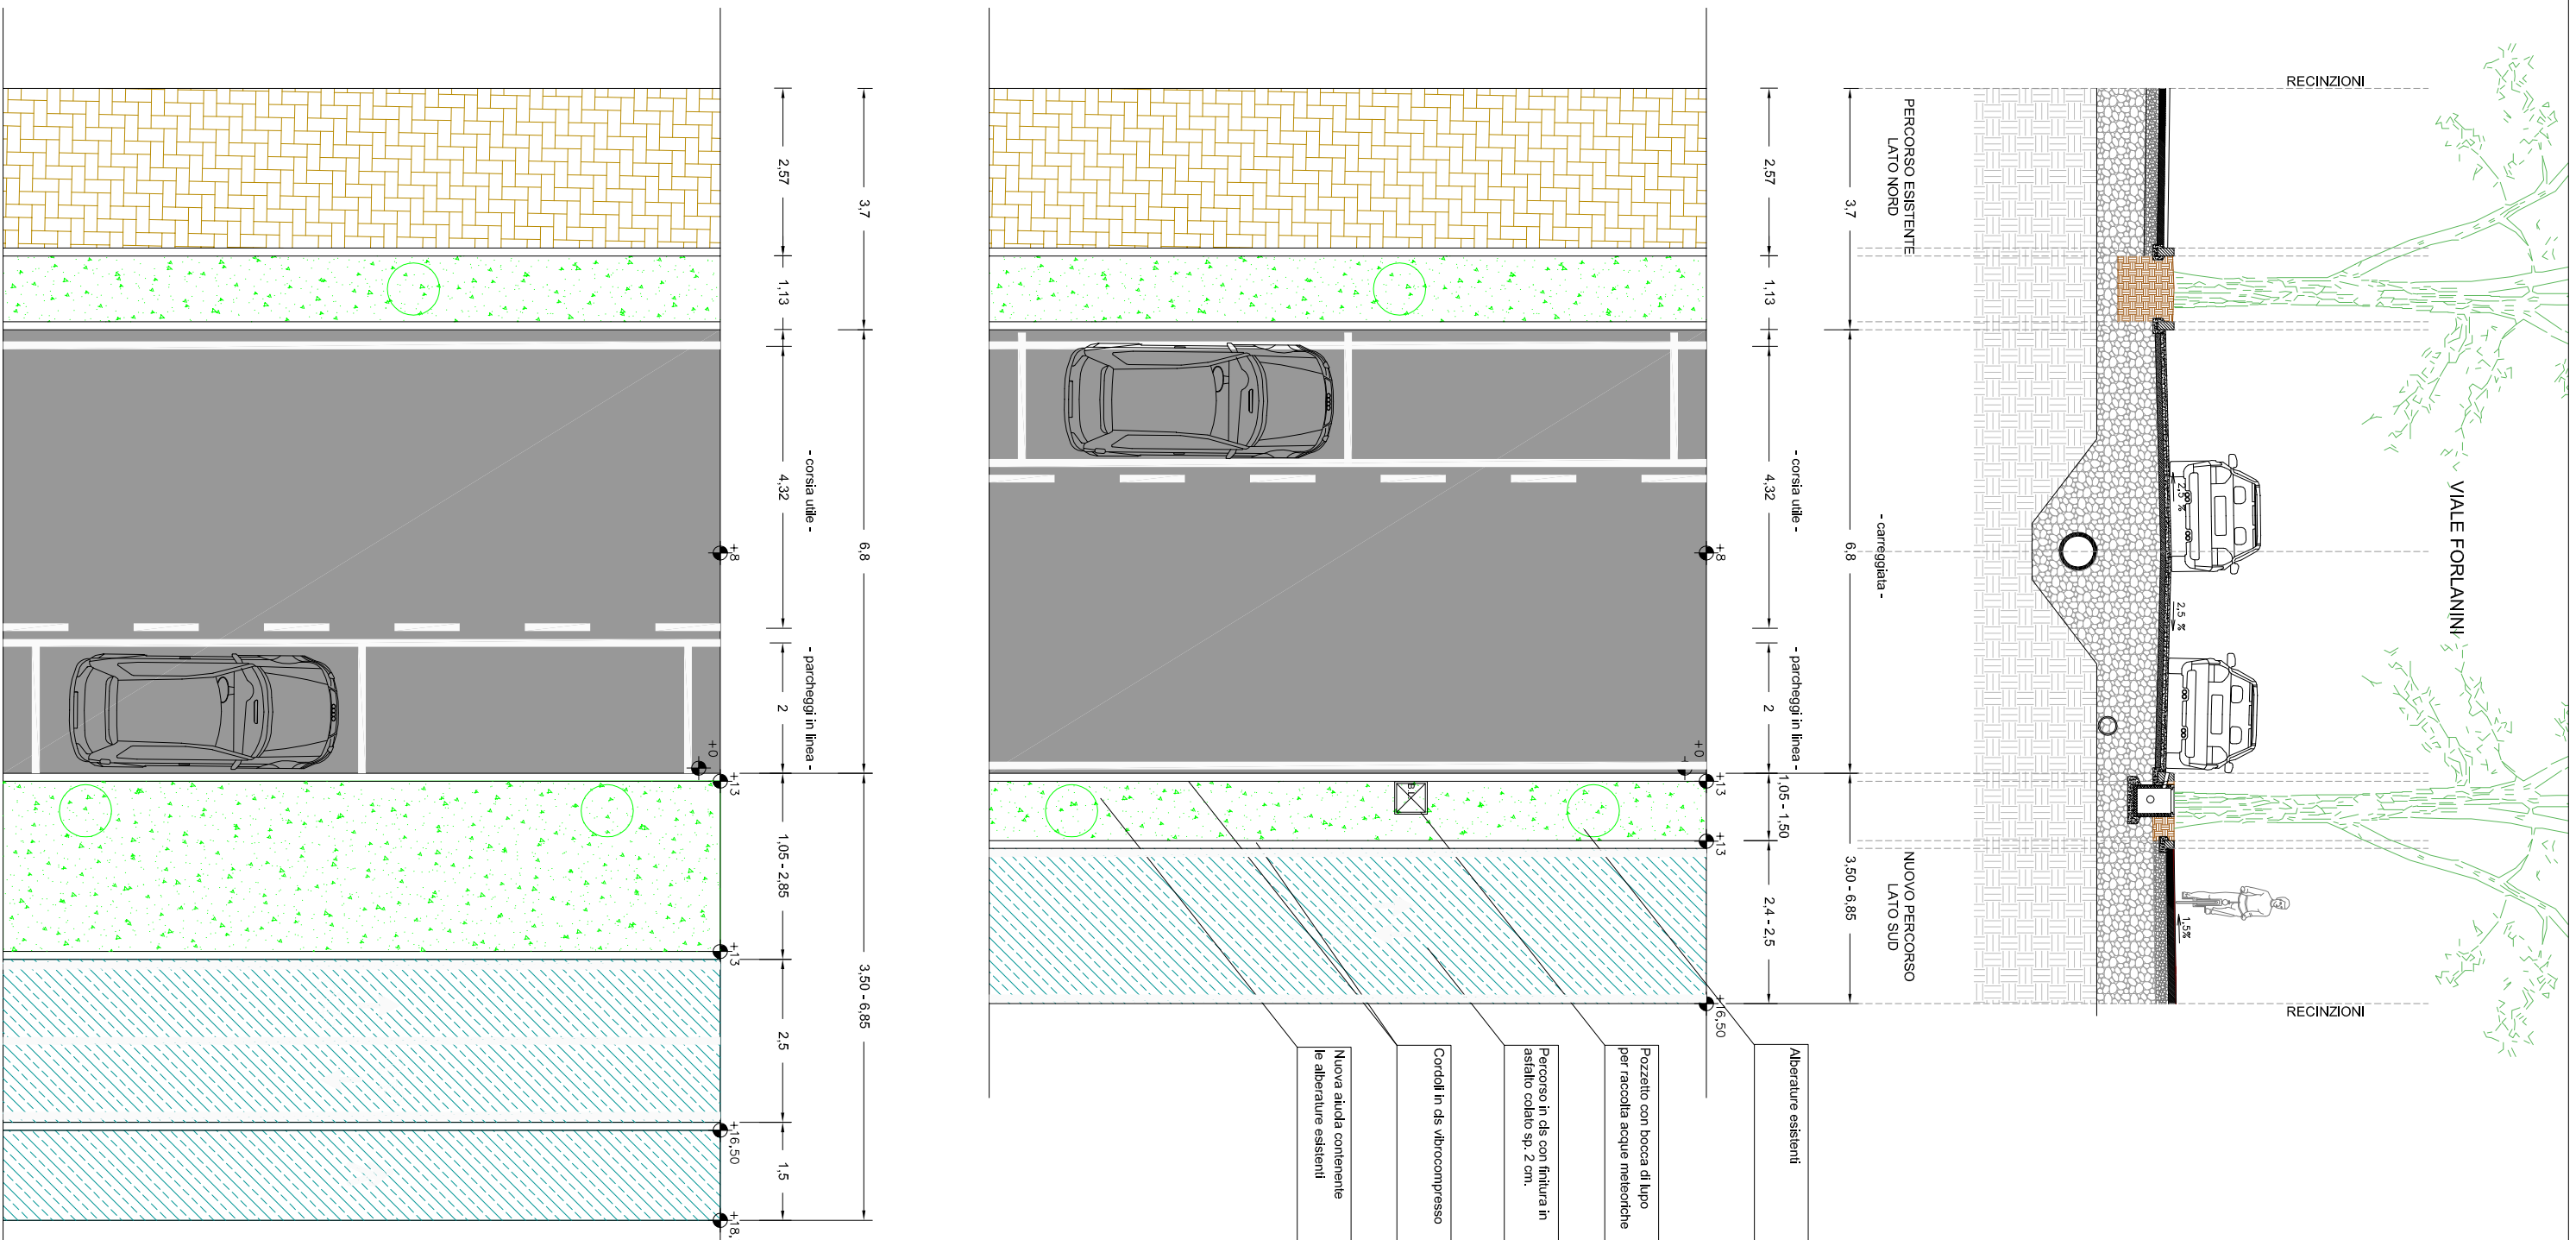 VIALE FORLANINI
RECINZIONI
RECINZIONI
2,5 %
2,5 %
1,5%
PERCORSO ESISTENTE
LATO NORD
- carreggiata -
NUOVO PERCORSO
LATO SUD
3,7
6,8
3,50 - 6,85
- corsia utile -
- parcheggi in linea -
2,57
1,13
4,32
2
1,05 - 1,50
2,4 - 2,5
+8
+0
+13
+13
+16,50
Alberature esistenti
Pozzetto con bocca di lupo
per raccolta acque meteoriche
Percorso in cls con finitura in
asfalto colato sp. 2 cm.
Cordoli in cls vibrocompresso
Nuova aiuola contenente
le alberature esistenti
3,7
6,8
3,50 - 6,85
- corsia utile -
- parcheggi in linea -
2,57
1,13
4,32
2
1,05 - 2,85
2,5
1,5
+8
+0
+13
+13
+16,50